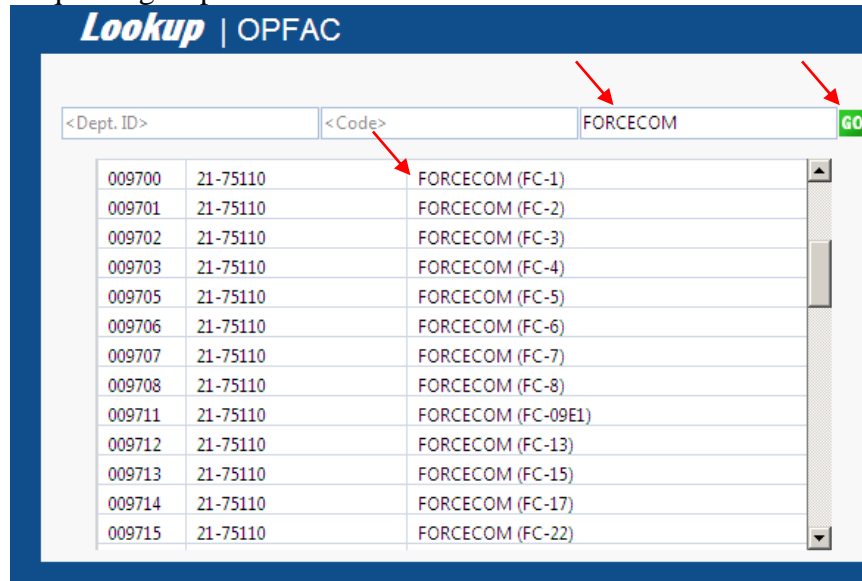 Lookup | OPFAC
<Dept. ID> <Code> FORCECOM GO
009700 21-75110 FORCECOM (FC-1)
009701 21-75110 FORCECOM (FC-2)
009702 21-75110 FORCECOM (FC-3)
009703 21-75110 FORCECOM (FC-4)
009705 21-75110 FORCECOM (FC-5)
009706 21-75110 FORCECOM (FC-6)
009707 21-75110 FORCECOM (FC-7)
009708 21-75110 FORCECOM (FC-8)
009711 21-75110 FORCECOM (FC-09E1)
009712 21-75110 FORCECOM (FC-13)
009713 21-75110 FORCECOM (FC-15)
009714 21-75110 FORCECOM (FC-17)
009715 21-75110 FORCECOM (FC-22)